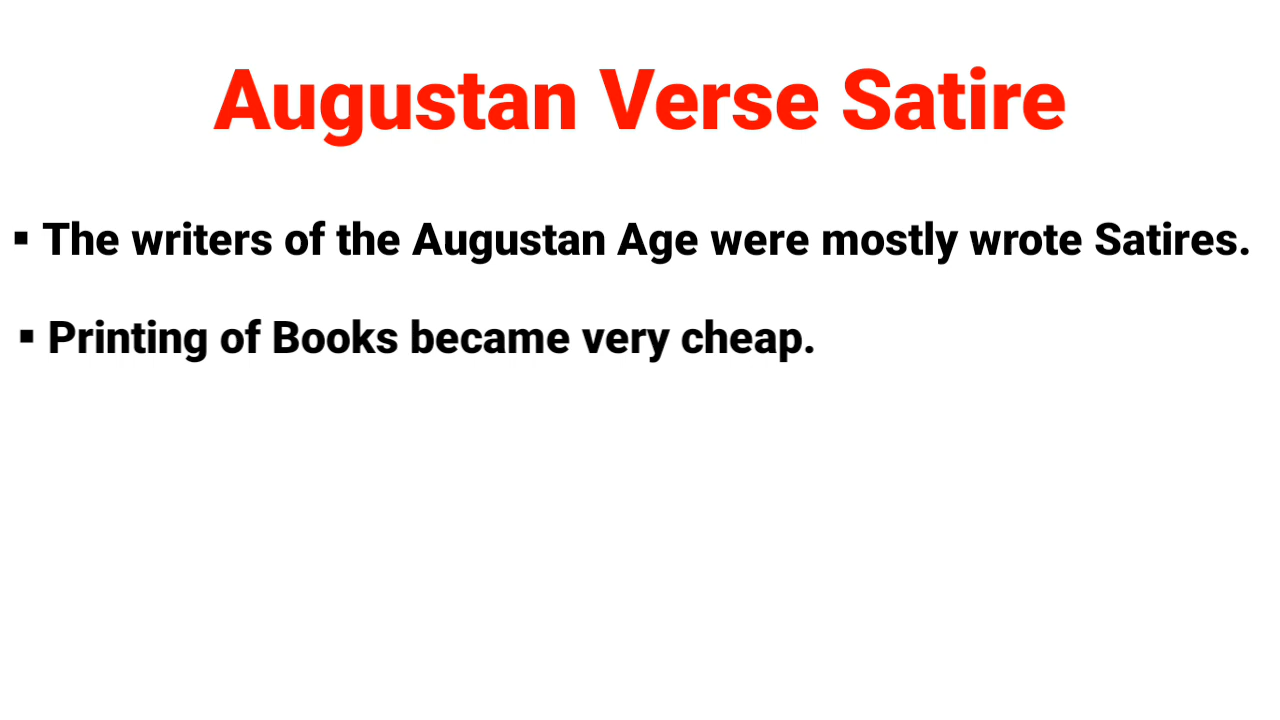 Augustan Verse Satire
▪ The writers of the Augustan Age were mostly wrote Satires.
▪ Printing of Books became very cheap.